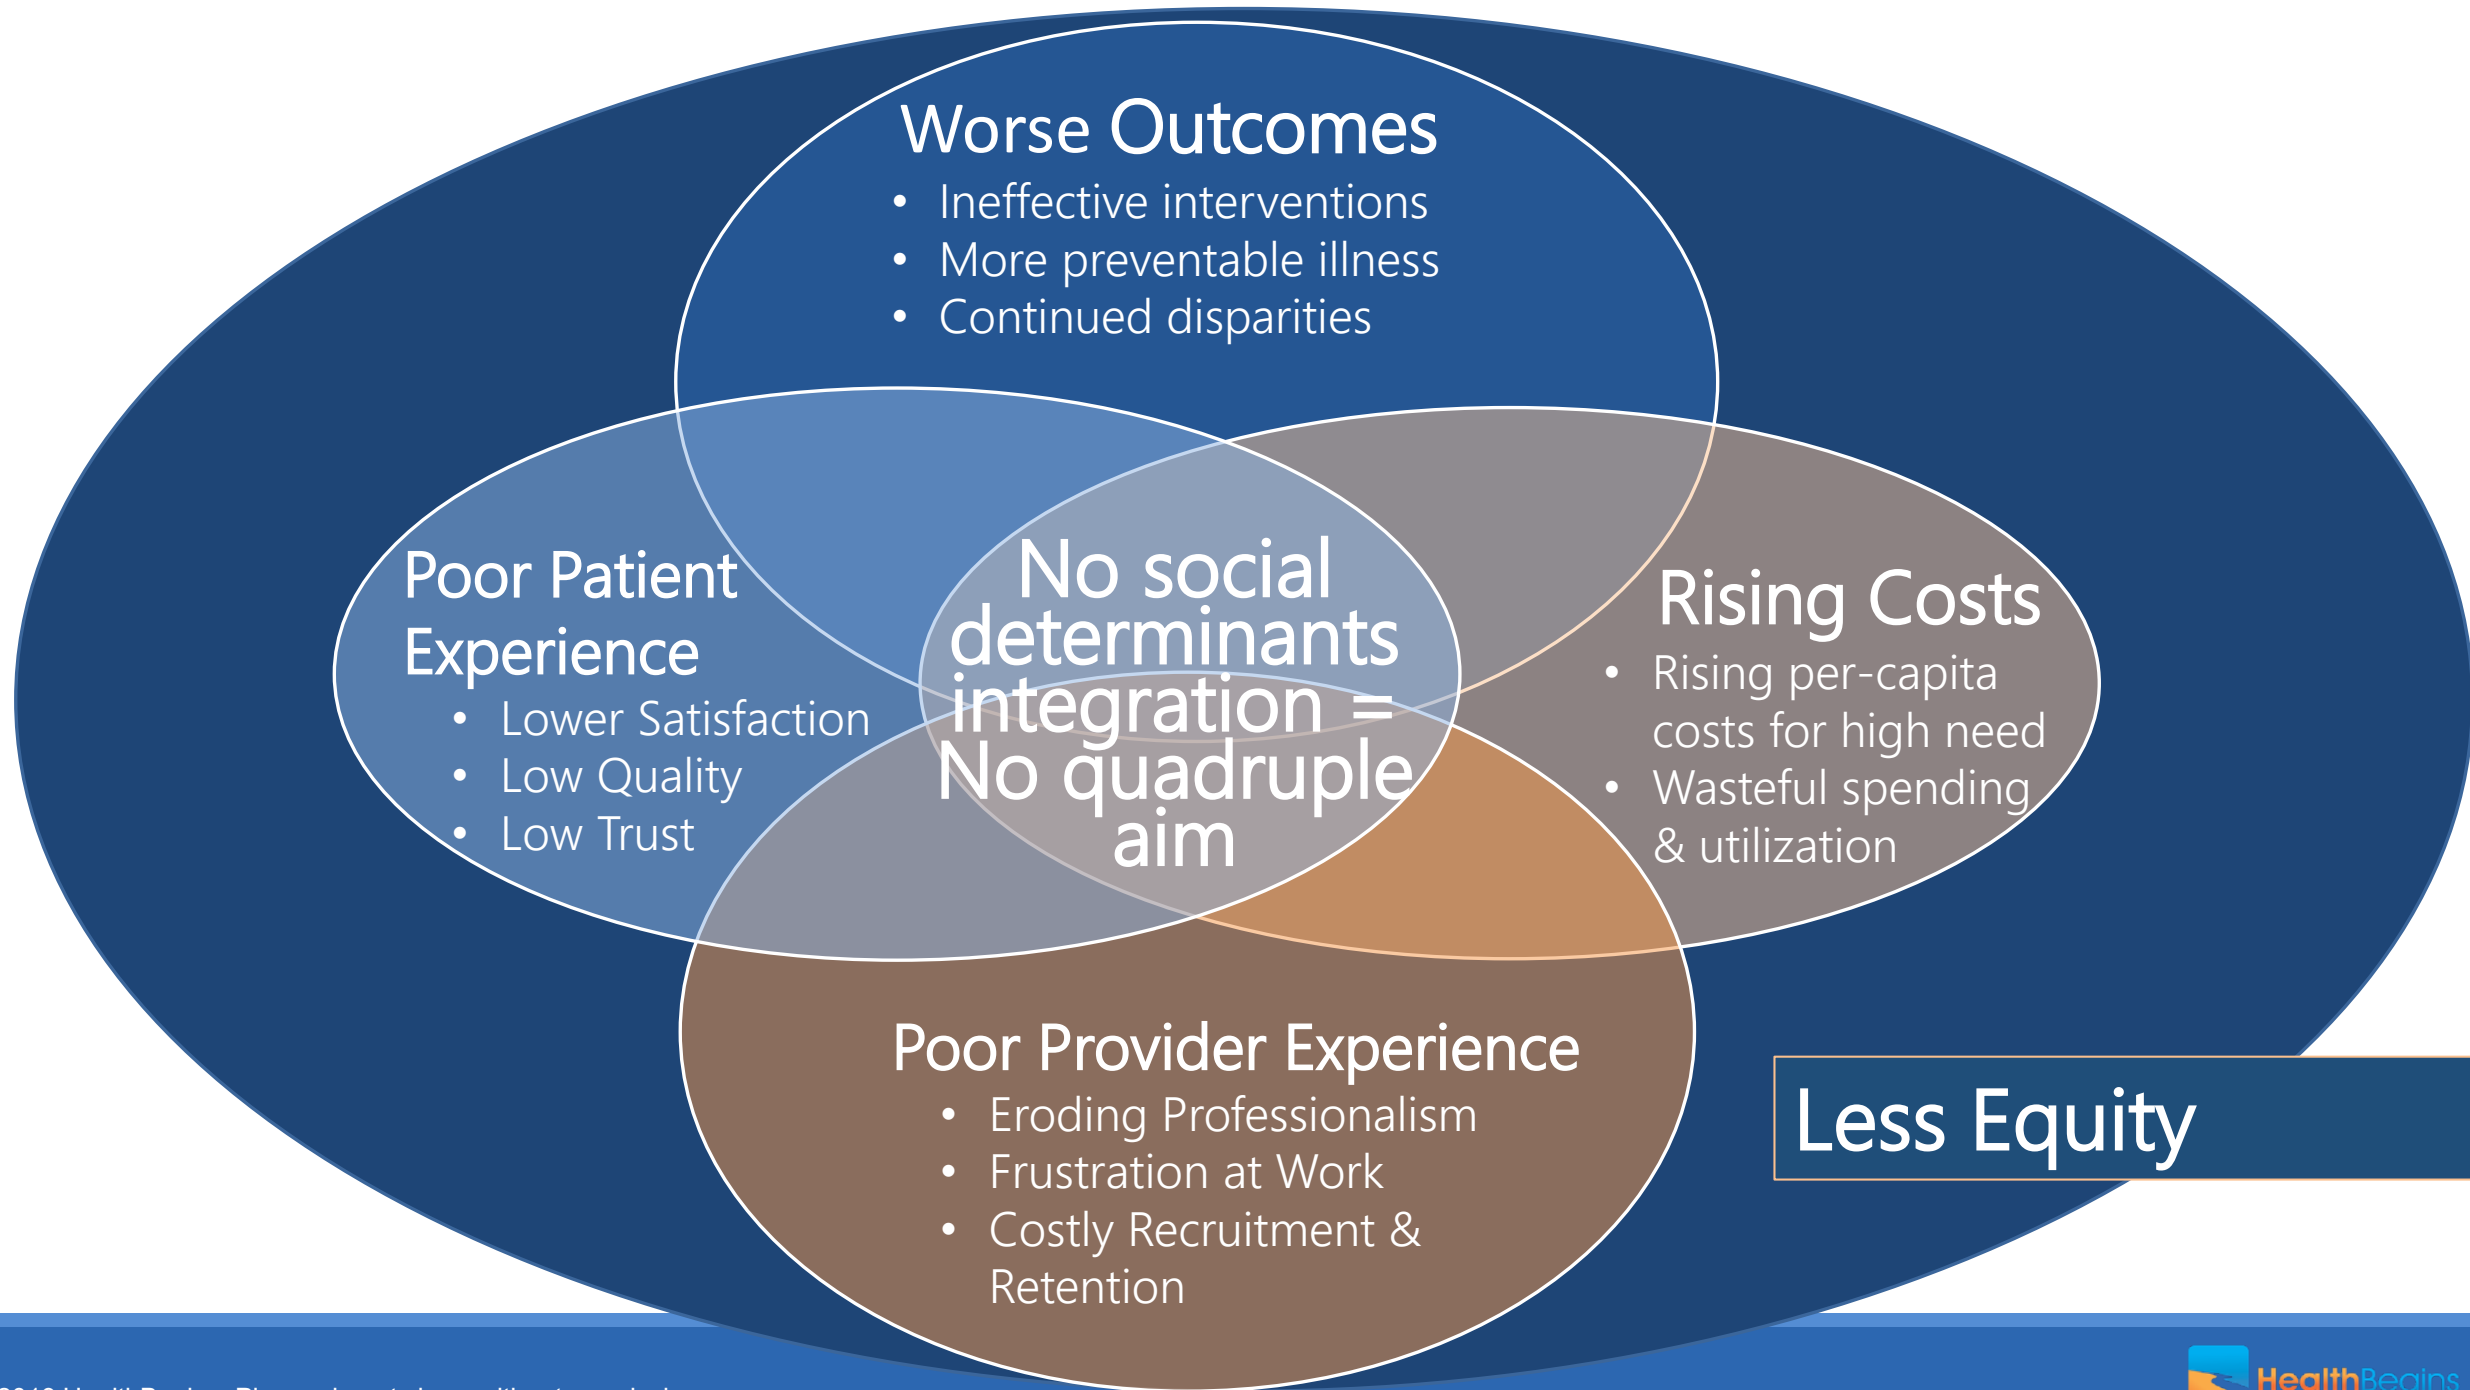 Worse Outcomes
• Ineffective interventions
• More preventable illness
• Continued disparities
Poor Patient
Experience
• Lower Satisfaction
• Low Quality
• Low Trust
No social
determinants
integration =
No quadruple
aim
Rising Costs
• Rising per-capita
costs for high need
• Wasteful spending
& utilization
Poor Provider Experience
• Eroding Professionalism
• Frustration at Work
• Costly Recruitment &
Retention
Less Equity
HealthBegins